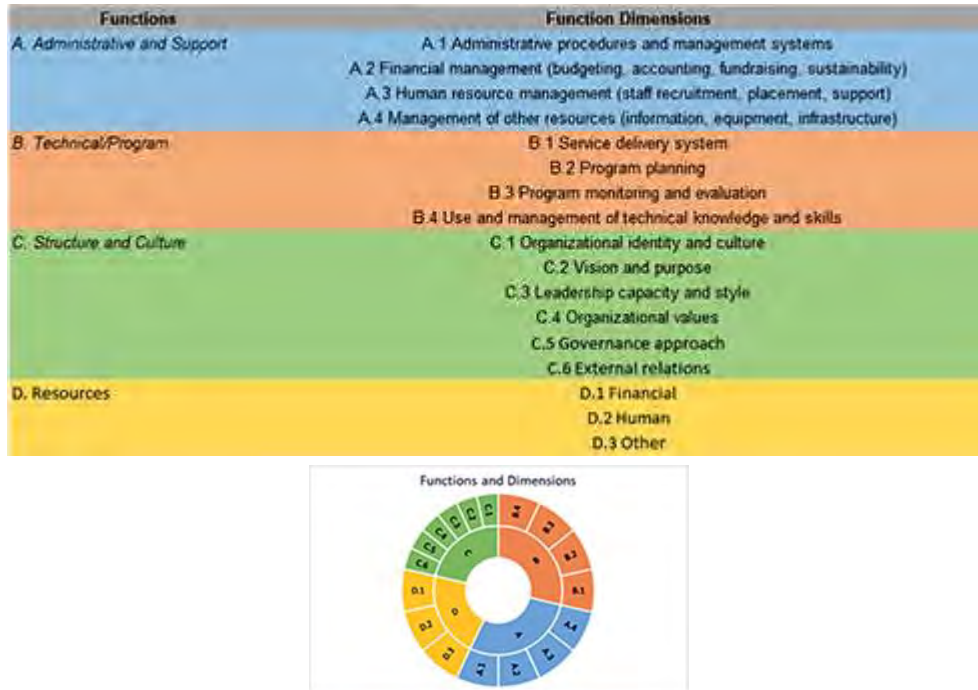 Functions Function Dimensions
A. Administrative and Support A.1 Administrative procedures and management systems
A.2 Financial management (budgeting, accounting, fundraising, sustainability)
A.3 Human resource management (staff recruitment, placement, support)
A.4 Management of other resources (information, equipment, infrastructure)
B. Technical/Program B.1 Service delivery system
B.2 Program planning
B.3 Program monitoring and evaluation
B.4 Use and management of technical knowledge and skills
C. Structure and Culture C.1 Organizational identity and culture
C.2 Vision and purpose
C.3 Leadership capacity and style
C.4 Organizational values
C.5 Governance approach
C.6 External relations
D. Resources D.1 Financial
D.2 Human
D.3 Other
Functions and Dimensions
B.4
B.3
B.2
B.1
B
A.4
A
D.3
D.2
D.1
D
C.6
C.5
C